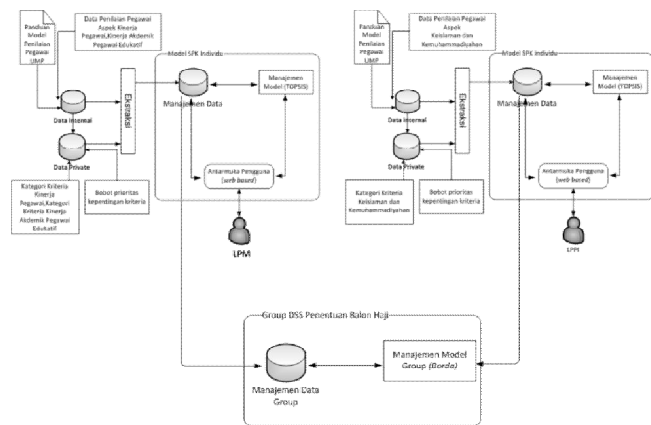 Panduan
Model
Penilaian
Pegawai
UMP
Data Penilaian Pegawai
Aspek Kinerja
Pegawai,Kinerja Akdemik
Pegawai Edukatif
Data Internal
Data Private
Ekstraksi
Kategori Kriteria
Kinerja
Pegawai,Kategori
Kriteria Kinerja
Akdemik Pegawai
Edukatif
Bobot prioritas
kepentingan kriteria
Model SPK Individu
Manajemen Data
Manajemen
Model (TOPSIS)
Antarmuka Pengguna
(web based)
LPM
Panduan
Model
Penilaian
Pegawai
UMP
Data Penilaian Pegawai
Aspek
Keislaman dan
Kemuhammadiyahan
Data Internal
Data Private
Ekstraksi
Kategori Kriteria
Keislaman dan
Kemuhammadiyahan
Bobot prioritas
kepentingan kriteria
Model SPK Individu
Manajemen Data
Manajemen
Model (TOPSIS)
Antarmuka Pengguna
(web based)
LPPI
Group DSS Penentuan Balon Haji
Manajemen Data
Group
Manajemen Model
Group (Borda)